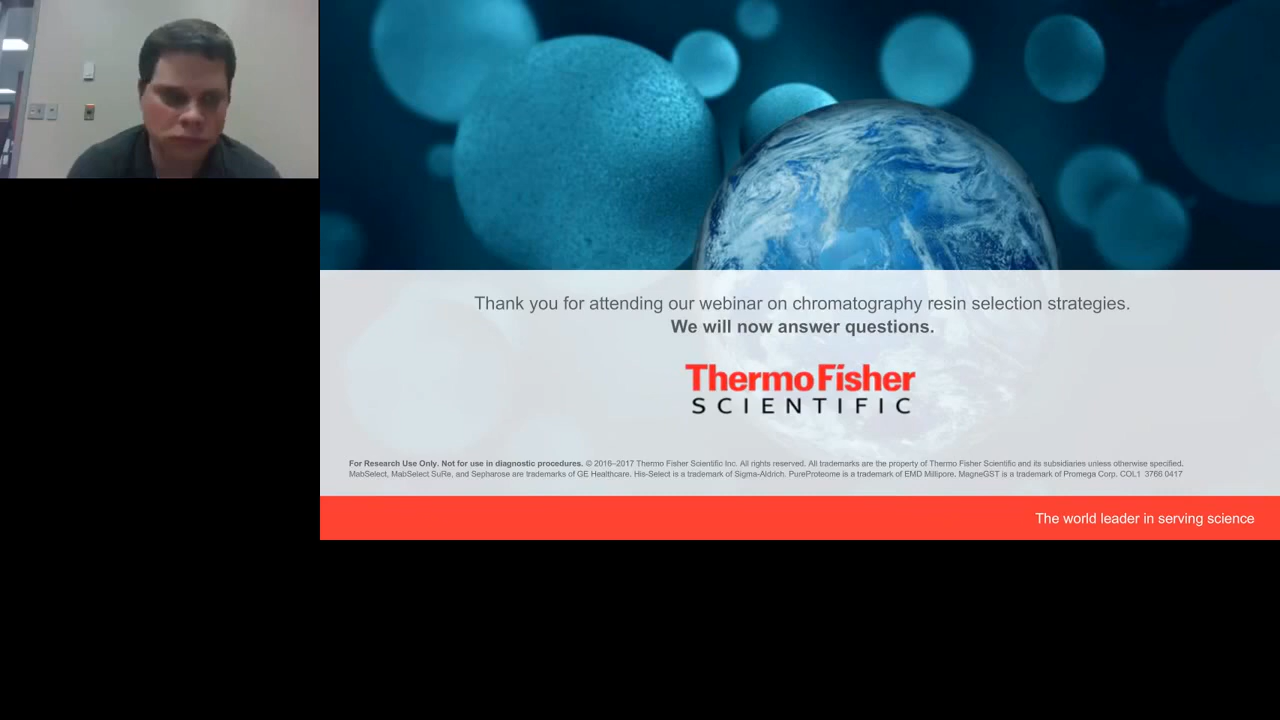 Thank you for attending our webinar on chromatography resin selection strategies.
We will now answer questions.
ThermoFisher
SCIENTIFIC
For Research Use Only. Not for use in diagnostic procedures. © 2016–2017 Thermo Fisher Scientific Inc. All rights reserved. All trademarks are the property of Thermo Fisher Scientific and its subsidiaries unless otherwise specified.
MabSelect, MabSelect SuRe, and Sepharose are trademarks of GE Healthcare. His-Select is a trademark of Sigma-Aldrich. PureProteome is a trademark of EMD Millipore. MagneGST is a trademark of Promega Corp. COL1 3766 0417
The world leader in serving science